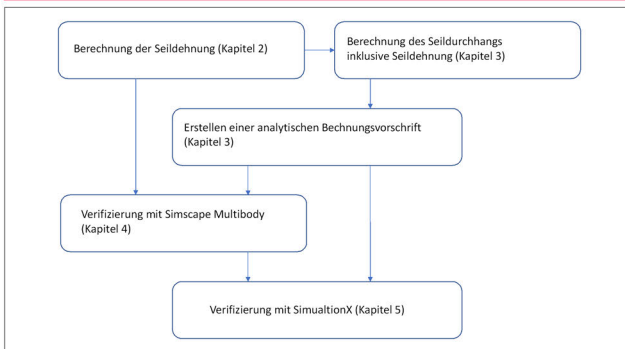 Berechnung der Seildehnung (Kapitel 2)
Berechnung des Seildurchhangs
inklusive Seildehnung (Kapitel 3)
Erstellen einer analytischen Bechnungsvorschrift
(Kapitel 3)
Verifizierung mit Simscape Multibody
(Kapitel 4)
Verifizierung mit SimualtionX (Kapitel 5)